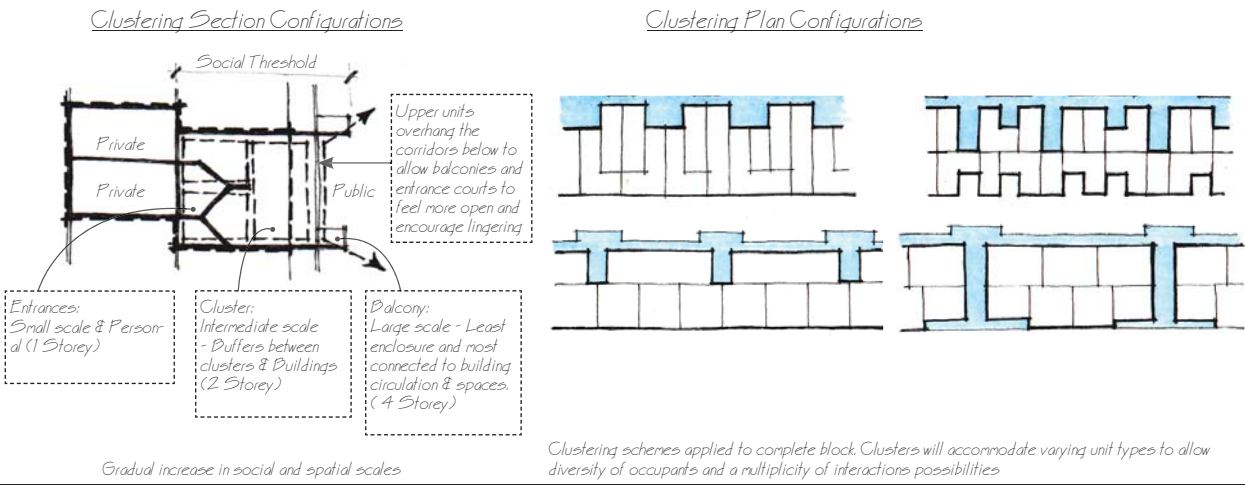 Clustering Section Configurations
Social Threshold
Private
Private
Public
Upper units
overhang the
corridors below to
allow balconies and
entrance courts to
feel more open and
encourage lingering
Entrances:
Small scale & Person-
al (1 Storey)
Cluster:
Intermediate scale
- Buffers between
clusters & Buildings
(2 Storey)
Balcony:
Large scale - Least
enclosure and most
connected to building
circulation & spaces.
( 4 Storey)
Gradual increase in social and spatial scales
Clustering Plan Configurations
Clustering schemes applied to complete block. Clusters will accommodate varying unit types to allow
diversity of occupants and a multiplicity of interactions possibilities